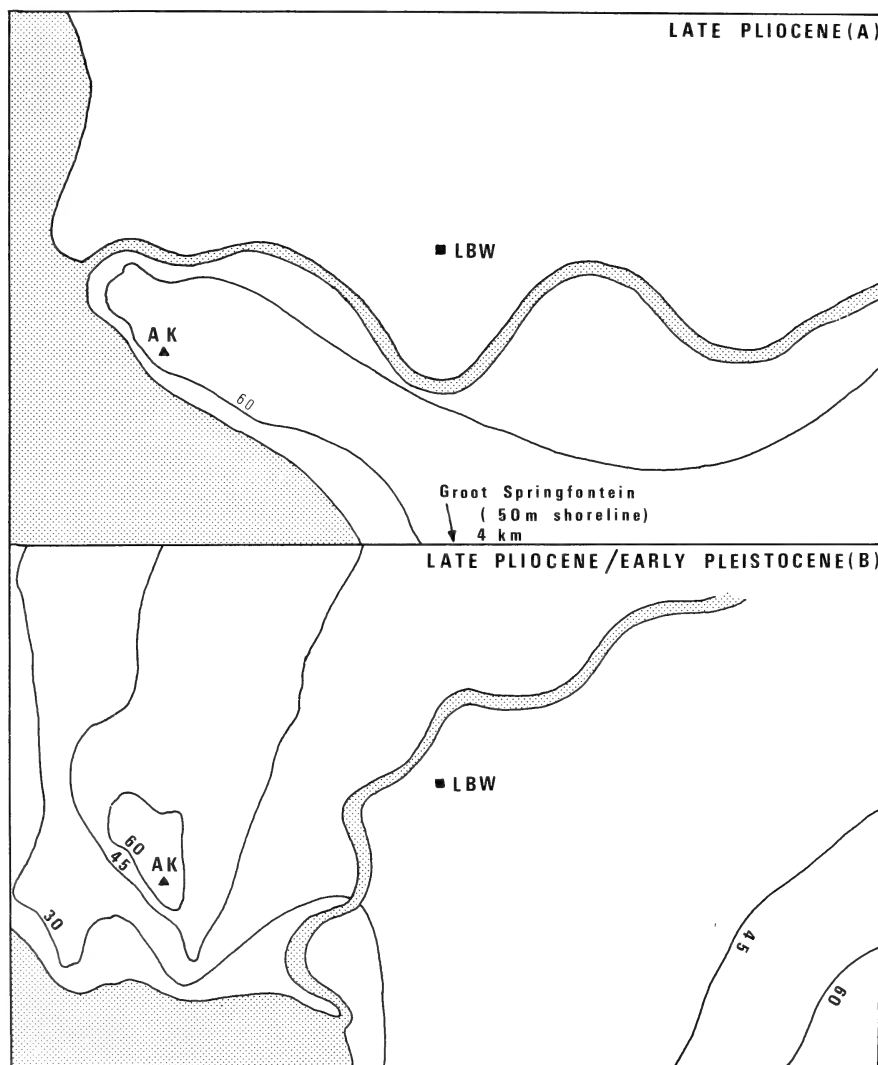 LATE PLIOCENE(A)
LBW
AK
60
Groot Springfontein
( 50m shoreline)
4 km
LATE PLIOCENE/EARLY PLEISTOCENE(B)
LBW
60
45
AK
30
45
60